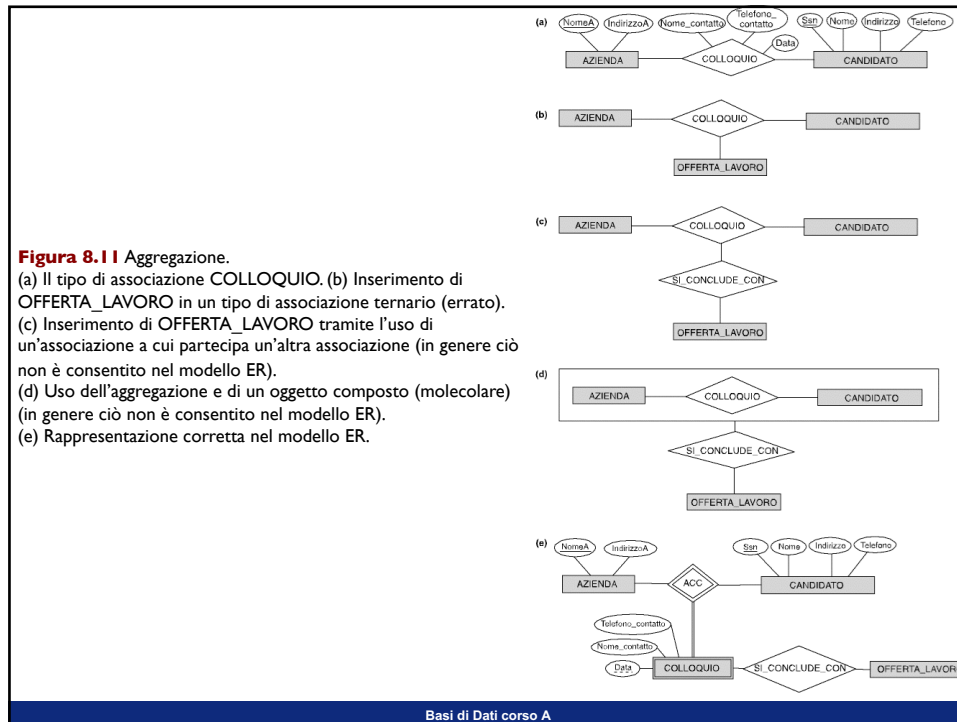 Figura 8.11 Aggregazione.
(a) Il tipo di associazione COLLOQUIO. (b) Inserimento di
OFFERTA_LAVORO in un tipo di associazione ternario (errato).
(c) Inserimento di OFFERTA_LAVORO tramite l'uso di
un'associazione a cui partecipa un'altra associazione (in genere ciò
non è consentito nel modello ER).
(d) Uso dell'aggregazione e di un oggetto composto (molecolare)
(in genere ciò non è consentito nel modello ER).
(e) Rappresentazione corretta nel modello ER.
(a) NomeA IndirizzoA Nome_contatto Telefono_
contatto Ssn Nome Indirizzo Telefono
Data
AZIENDA COLLOQUIO CANDIDATO
(b) AZIENDA COLLOQUIO CANDIDATO
OFFERTA_LAVORO
(c) AZIENDA COLLOQUIO CANDIDATO
SI_CONCLUDE_CON
OFFERTA_LAVORO
(d)
AZIENDA COLLOQUIO CANDIDATO
SI_CONCLUDE_CON
OFFERTA_LAVORO
(e) NomeA IndirizzoA Ssn Nome Indirizzo Telefono
AZIENDA ACC CANDIDATO
Telefono_contatto
Nome_contatto
Data COLLOQUIO SI_CONCLUDE_CON OFFERTA_LAVORO
Basi di Dati corso A